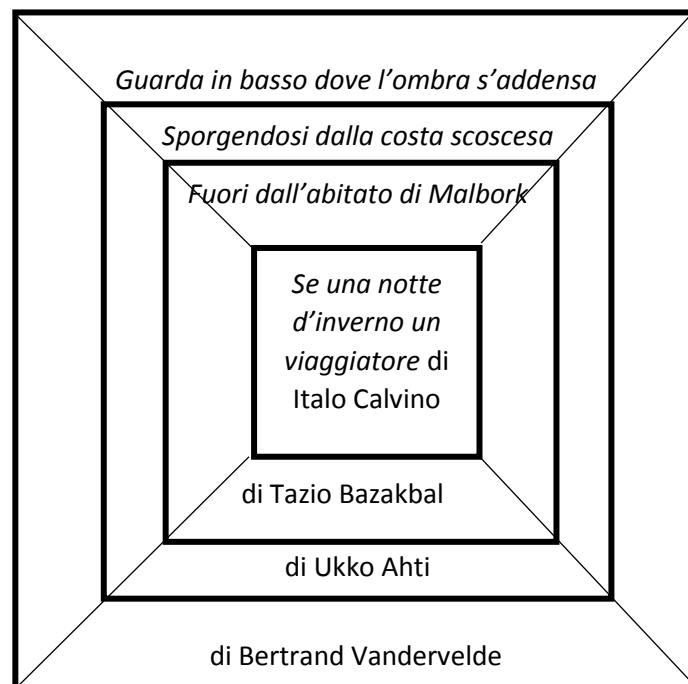 Guarda in basso dove l’ombra s’addensa
Sporgendosi dalla costa scoscesa
Fuori dall’abitato di Malbork
Se una notte
d’inverno un
viaggiatore di
Italo Calvino
di Tazio Bazakbal
di Ukko Ahti
di Bertrand Vandervelde